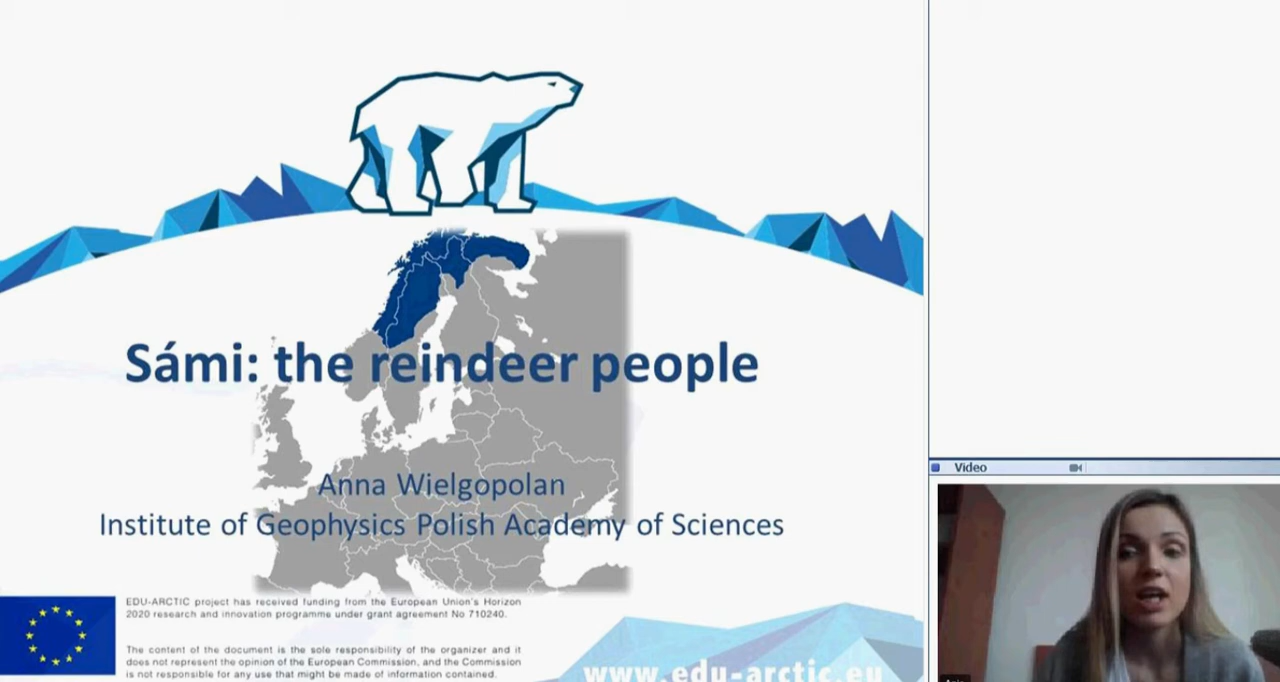 Sámi: the reindeer people
Anna Wielgopolan
Institute of Geophysics Polish Academy of Sciences
EDU-ARCTIC project has received funding from the European Union's Horizon
2020 research and innovation programme under grant agreement No 710240.
The content of the document is the sole responsibility of the organizer and it
does not represent the opinion of the European Commission, and the Commission
is not responsible for any use that might be made of information contained.
www.edu-arctic.eu
Video